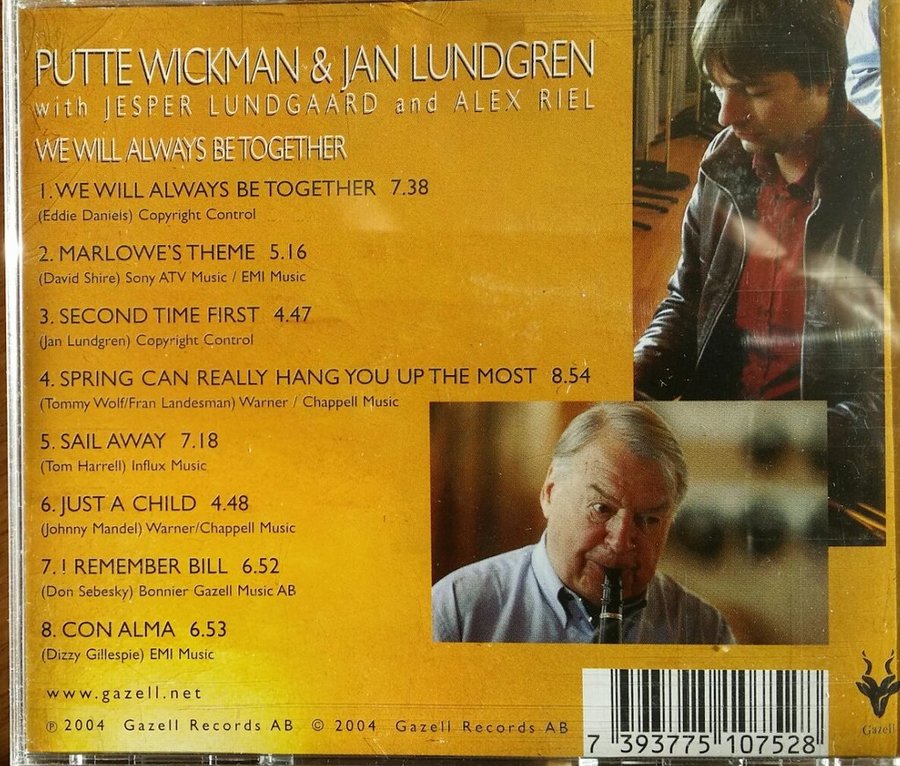 PUTTE WICKMAN & JAN LUNDGREN
with JESPER LUNDGAARD and ALEX RIEL
WE WILL ALWAYS BE TOGETHER
1. WE WILL ALWAYS BE TOGETHER 7.38
(Eddie Daniels) Copyright Control
2. MARLOWE'S THEME 5.16
(David Shire) Sony ATV Music / EMI Music
3. SECOND TIME FIRST 4.47
(Jan Lundgren) Copyright Control
4. SPRING CAN REALLY HANG YOU UP THE MOST 8.54
(Tommy Wolf/Fran Landesman) Warner / Chappell Music
5. SAIL AWAY 7.18
(Tom Harrell) Influx Music
6. JUST A CHILD 4.48
(Johnny Mandel) Warner/Chappell Music
7. I REMEMBER BILL 6.52
(Don Sebesky) Bonnier Gazell Music AB
8. CON ALMA 6.53
(Dizzy Gillespie) EMI Music
www.gazell.net
℗ 2004 Gazell Records AB © 2004 Gazell Records AB
7 393775 107528
Gazell